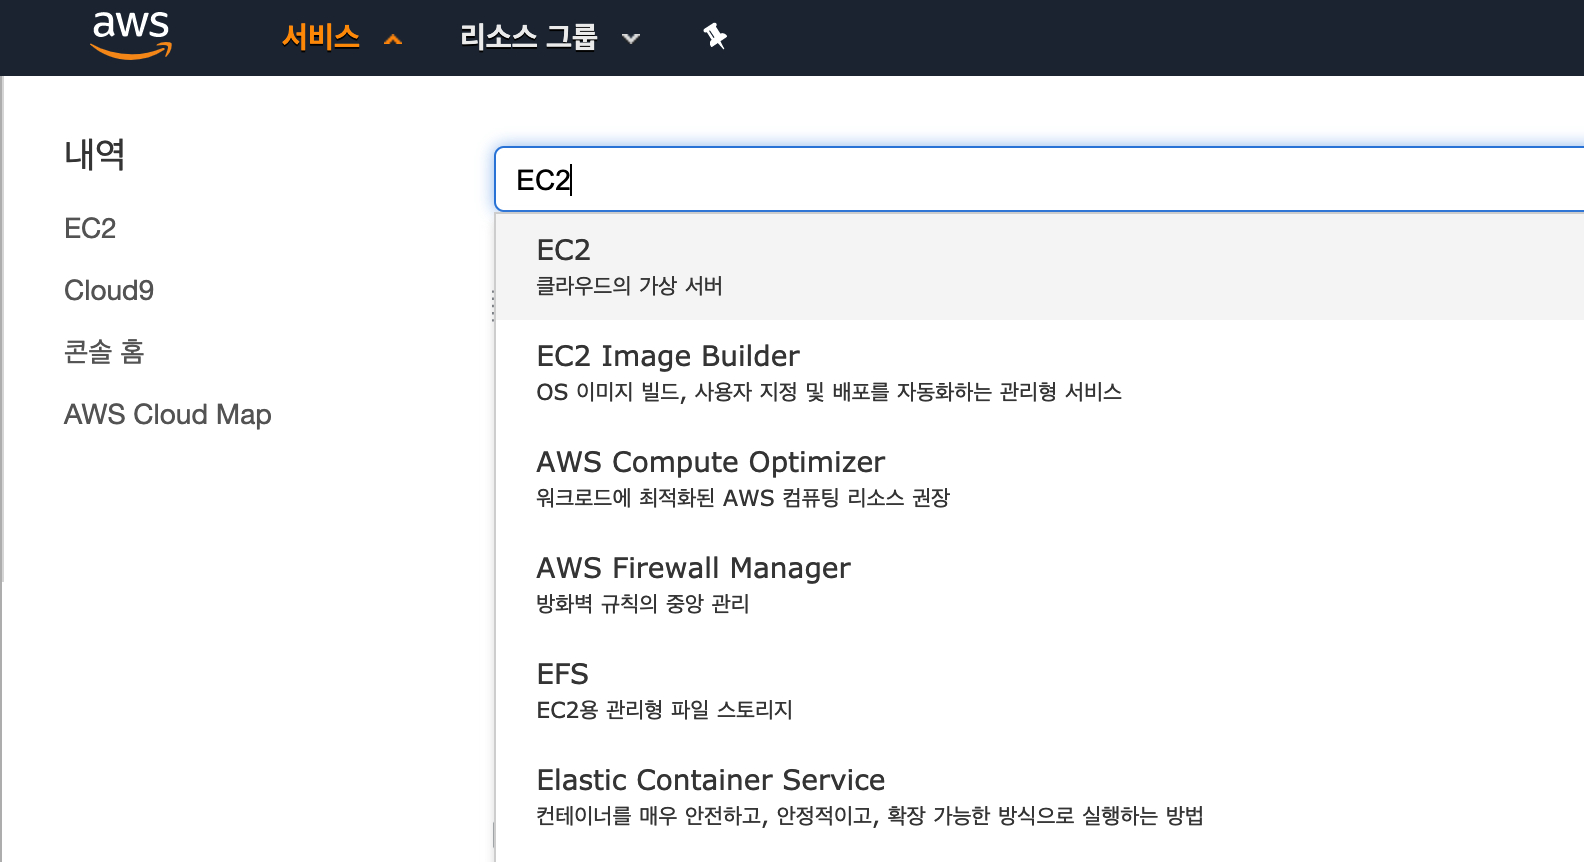 aws
서비스
리소스 그룹
내역
EC2
Cloud9
콘솔 홈
AWS Cloud Map
EC2
EC2
클라우드의 가상 서버
EC2 Image Builder
OS 이미지 빌드, 사용자 지정 및 배포를 자동화하는 관리형 서비스
AWS Compute Optimizer
워크로드에 최적화된 AWS 컴퓨팅 리소스 권장
AWS Firewall Manager
방화벽 규칙의 중앙 관리
EFS
EC2용 관리형 파일 스토리지
Elastic Container Service
컨테이너를 매우 안전하고, 안정적이고, 확장 가능한 방식으로 실행하는 방법